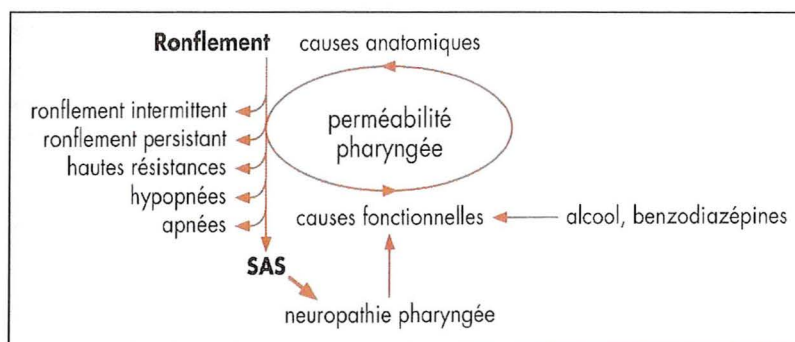 Ronflement causes anatomiques
ronflement intermittent
ronflement persistant
hautes résistances
hypopnées
apnées
perméabilité
pharyngée
causes fonctionnelles alcool, benzodiazépines
SAS
neuropathie pharyngée